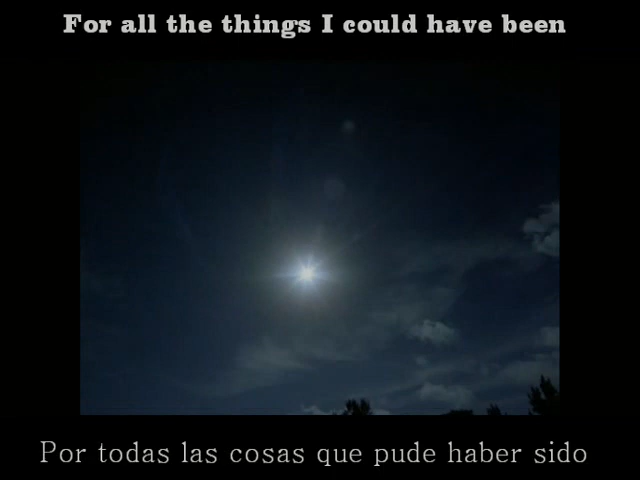 For all the things I could have been
Por todas las cosas que pude haber sido